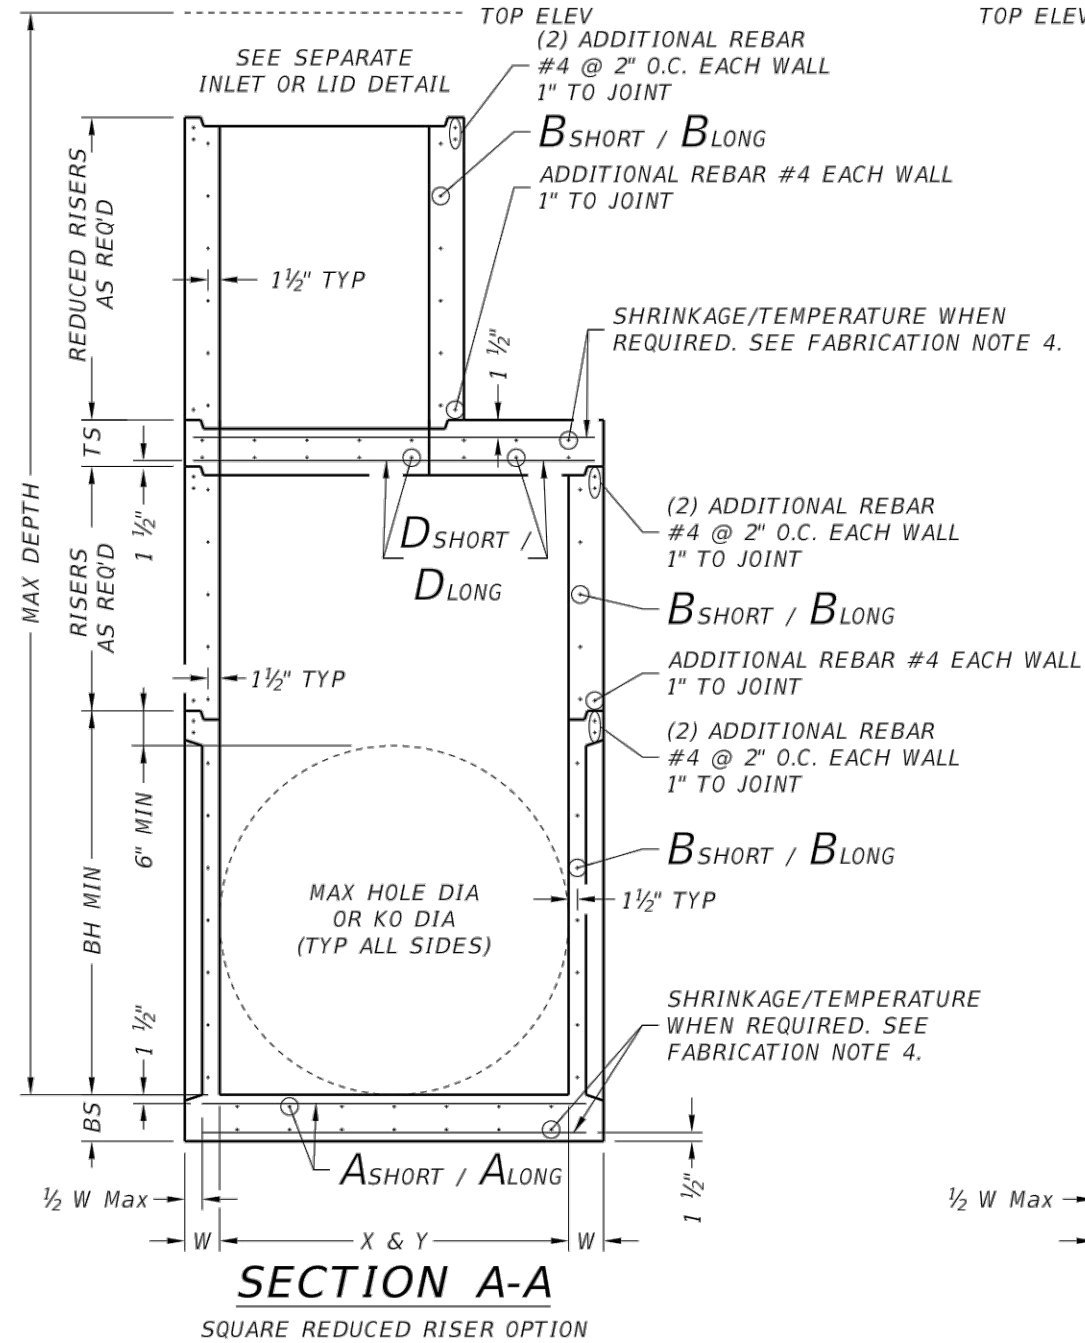 TOP ELEV
TOP ELEV
(2) ADDITIONAL REBAR
#4 @ 2" O.C. EACH WALL
1" TO JOINT
SEE SEPARATE
INLET OR LID DETAIL
BSHORT / BLONG
ADDITIONAL REBAR #4 EACH WALL
1" TO JOINT
REDUCED RISERS
AS REQ'D
1½" TYP
SHRINKAGE/TEMPERATURE WHEN
REQUIRED. SEE FABRICATION NOTE 4.
1 ½"
TS
MAX DEPTH
1 ½"
RISERS
AS REQ'D
DSHORT /
DLONG
(2) ADDITIONAL REBAR
#4 @ 2" O.C. EACH WALL
1" TO JOINT
BSHORT / BLONG
ADDITIONAL REBAR #4 EACH WALL
1" TO JOINT
1½" TYP
(2) ADDITIONAL REBAR
#4 @ 2" O.C. EACH WALL
1" TO JOINT
6" MIN
BSHORT / BLONG
1½" TYP
BH MIN
MAX HOLE DIA
OR KO DIA
(TYP ALL SIDES)
1 ½"
SHRINKAGE/TEMPERATURE
WHEN REQUIRED. SEE
FABRICATION NOTE 4.
BS
ASHORT / ALONG
1 ½"
½ W Max
½ W Max
W
X & Y
W
SECTION A-A
SQUARE REDUCED RISER OPTION